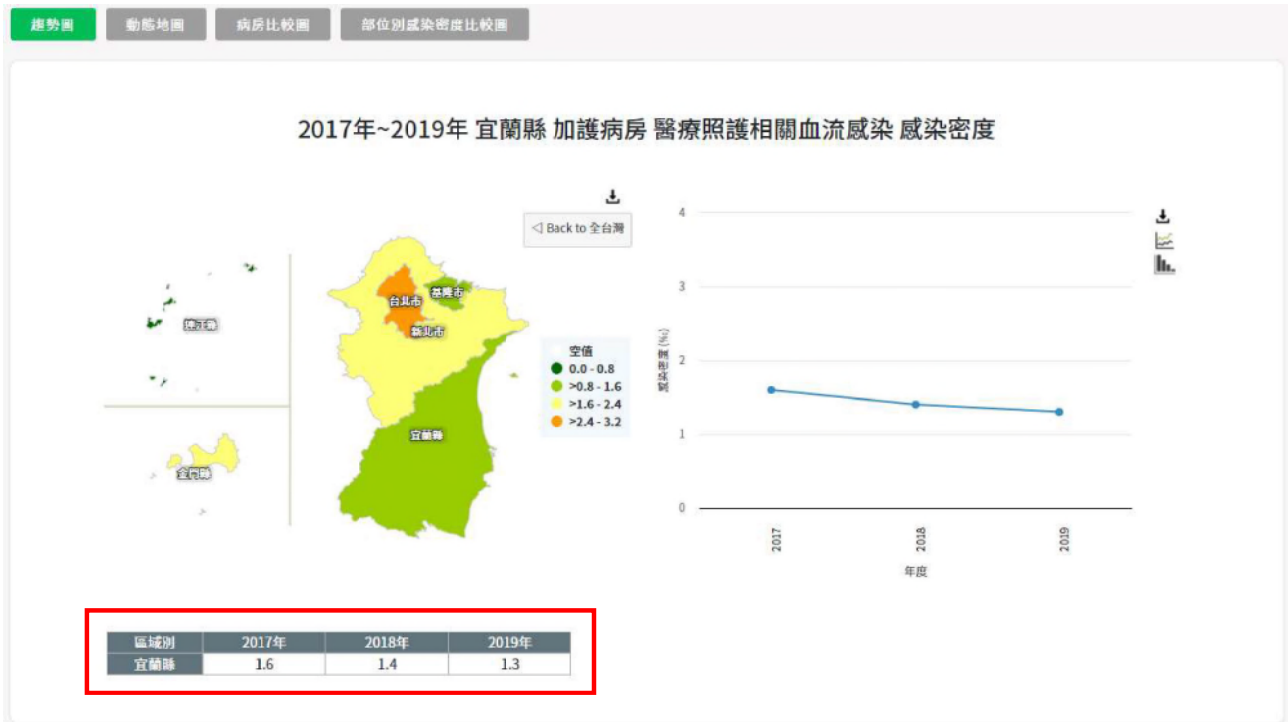 趨勢圖 動態地圖 病房比較圖 部位別感染密度比較圖
2017年~2019年 宜蘭縣 加護病房 醫療照護相關血流感染 感染密度
◁ Back to 全台灣
連江縣
金門縣
台北市
基隆市
新北市
宜蘭縣
空值
0.0 - 0.8
>0.8 - 1.6
>1.6 - 2.4
>2.4 - 3.2
感染密度 (‰)
4
3
2
1
0
2017 2018 2019
年度
區域別 2017年 2018年 2019年
宜蘭縣 1.6 1.4 1.3